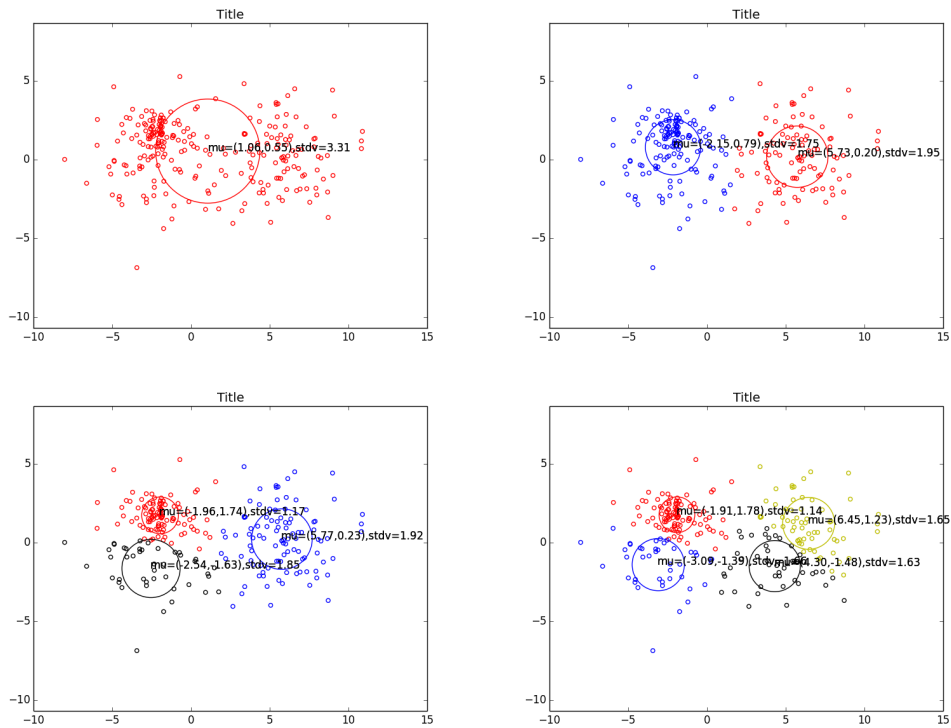 Title
5
0
−5
−10
mu=(1.06,0.55),stdv=3.31
−10 −5 0 5 10 15
Title
5
0
−5
−10
mu=(-2.15,0.79),stdv=1.75
mu=(5.73,0.20),stdv=1.95
−10 −5 0 5 10 15
Title
5
0
−5
−10
mu=(-1.96,1.74),stdv=1.17
mu=(5.77,0.23),stdv=1.92
mu=(-2.54,-1.63),stdv=1.85
−10 −5 0 5 10 15
Title
5
0
−5
−10
mu=(-1.91,1.78),stdv=1.14
mu=(6.45,1.23),stdv=1.65
mu=(-3.09,-1.39),
4.30,-1.48),stdv=1.63
−10 −5 0 5 10 15